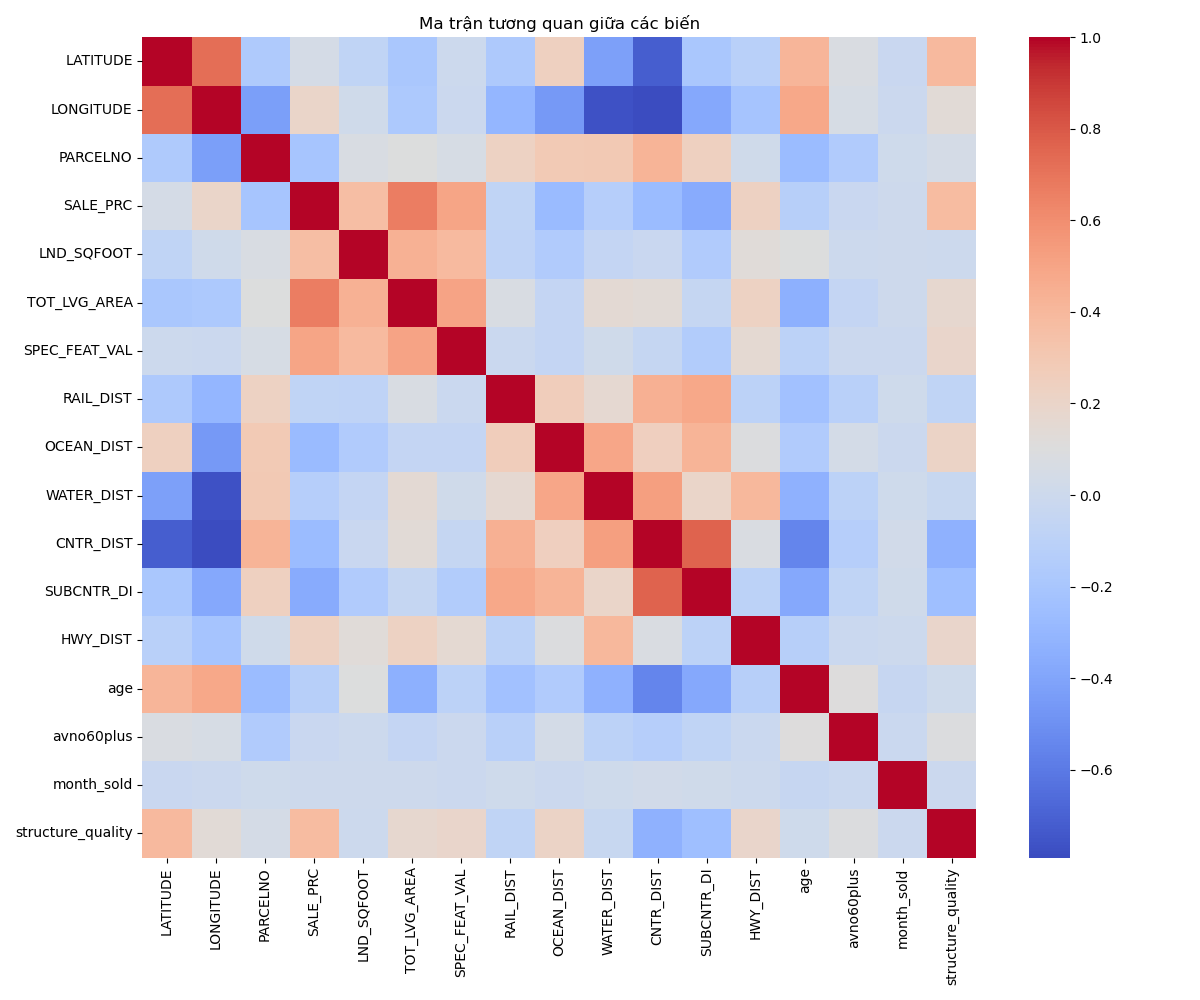 Ma trận tương quan giữa các biến
LATITUDE
LONGITUDE
PARCELNO
SALE_PRC
LND_SQFOOT
TOT_LVG_AREA
SPEC_FEAT_VAL
RAIL_DIST
OCEAN_DIST
WATER_DIST
CNTR_DIST
SUBCNTR_DI
HWY_DIST
age
avno60plus
month_sold
structure_quality
LATITUDE
LONGITUDE
PARCELNO
SALE_PRC
LND_SQFOOT
TOT_LVG_AREA
SPEC_FEAT_VAL
RAIL_DIST
OCEAN_DIST
WATER_DIST
CNTR_DIST
SUBCNTR_DI
HWY_DIST
age
avno60plus
month_sold
structure_quality
1.0
0.8
0.6
0.4
0.2
0.0
−0.2
−0.4
−0.6